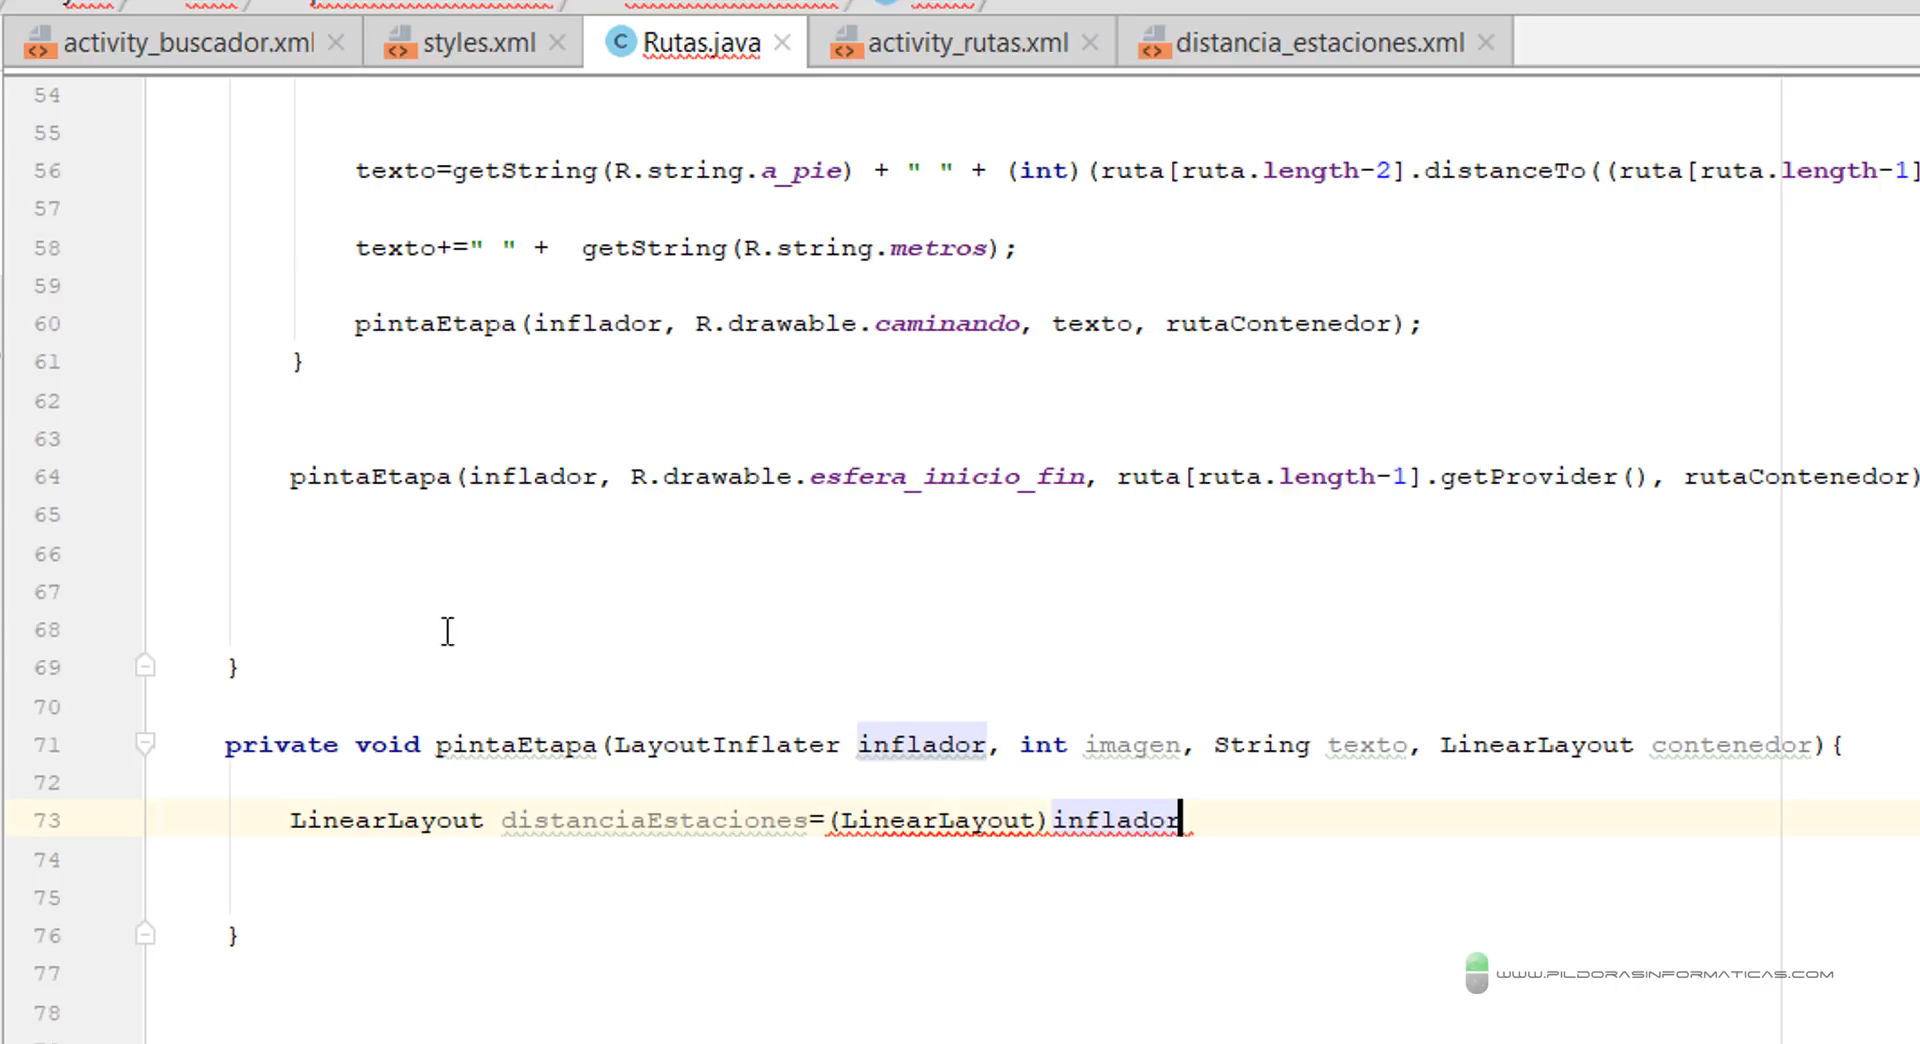 activity_buscador.xml
styles.xml
Rutas.java
activity_rutas.xml
distancia_estaciones.xml
54
55
56 texto=getString(R.string.a_pie) + " " + (int)(ruta[ruta.length-2].distanceTo((ruta[ruta.length-1]
57
58 texto+=" " + getString(R.string.metros);
59
60 pintaEtapa(inflador, R.drawable.caminando, texto, rutaContenedor);
61 }
62
63
64 pintaEtapa(inflador, R.drawable.esfera_inicio_fin, ruta[ruta.length-1].getProvider(), rutaContenedor)
65
66
67
68
69 }
70
71 private void pintaEtapa(LayoutInflater inflador, int imagen, String texto, LinearLayout contenedor){
72
73 LinearLayout distanciaEstaciones=(LinearLayout)inflador
74
75
76 }
77
78
WWW.PILDORASINFORMATICAS.COM